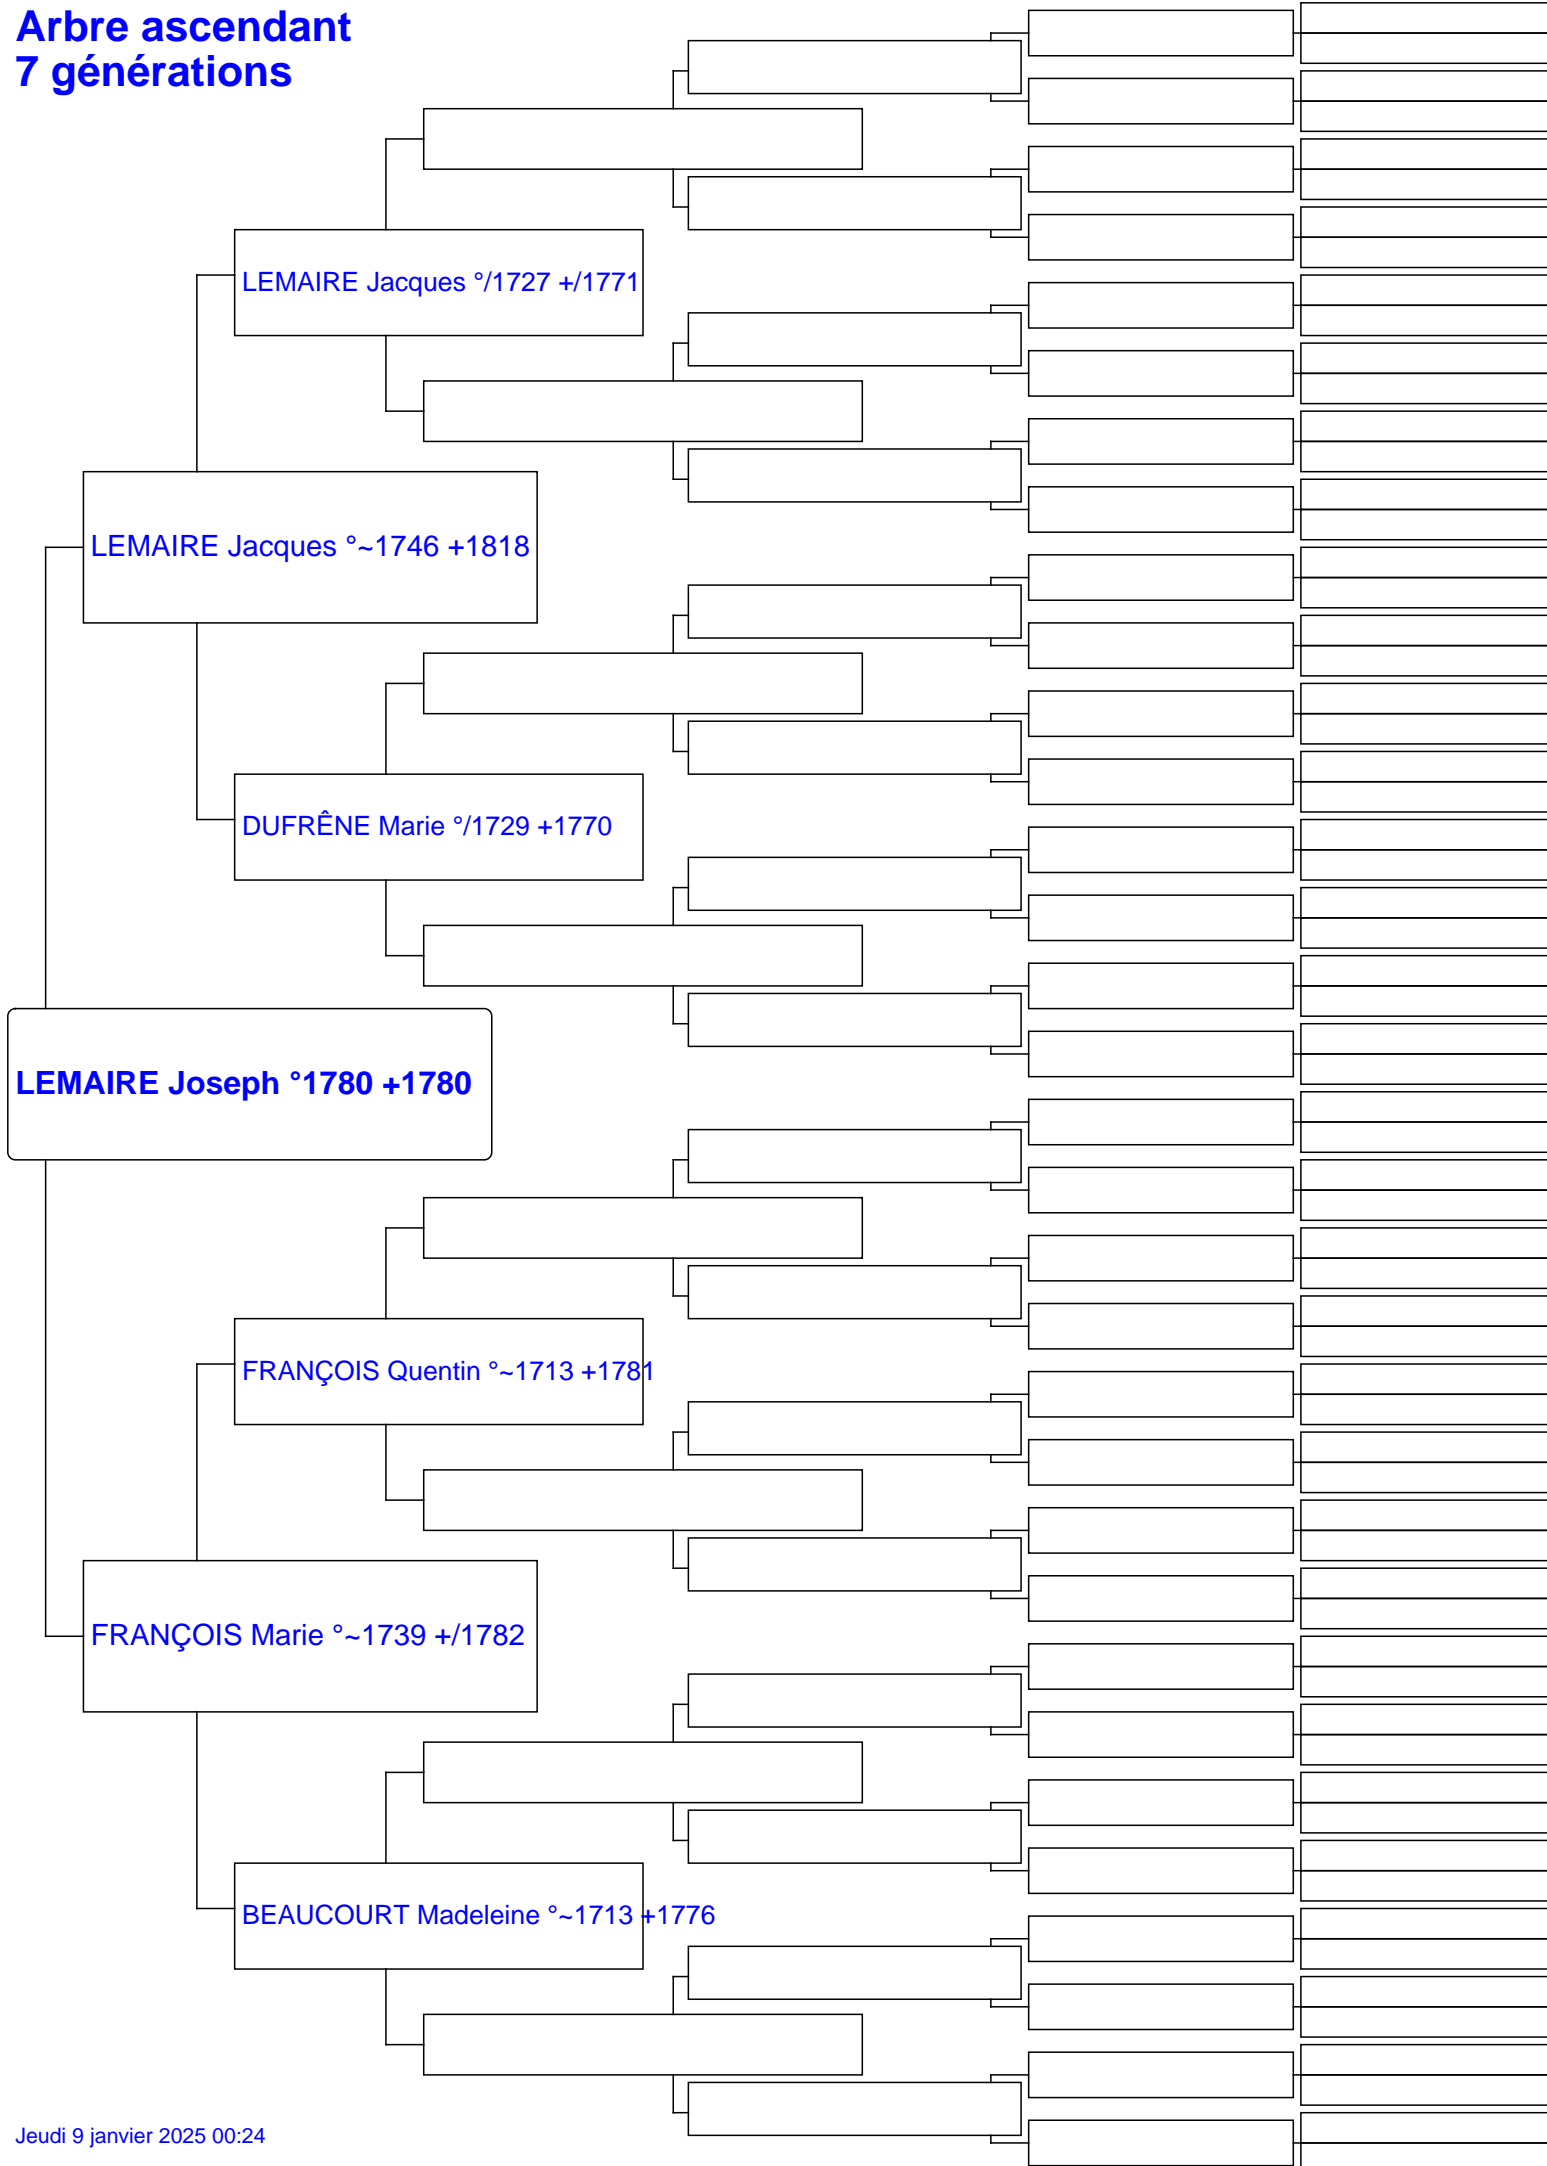 Arbre ascendant
7 générations
LEMAIRE Jacques °/1727 +/1771
LEMAIRE Jacques °~1746 +1818
DUFRÊNE Marie °/1729 +1770
LEMAIRE Joseph °1780 +1780
FRANÇOIS Quentin °~1713 +1781
FRANÇOIS Marie °~1739 +/1782
BEAUCOURT Madeleine °~1713 +1776
Jeudi 9 janvier 2025 00:24